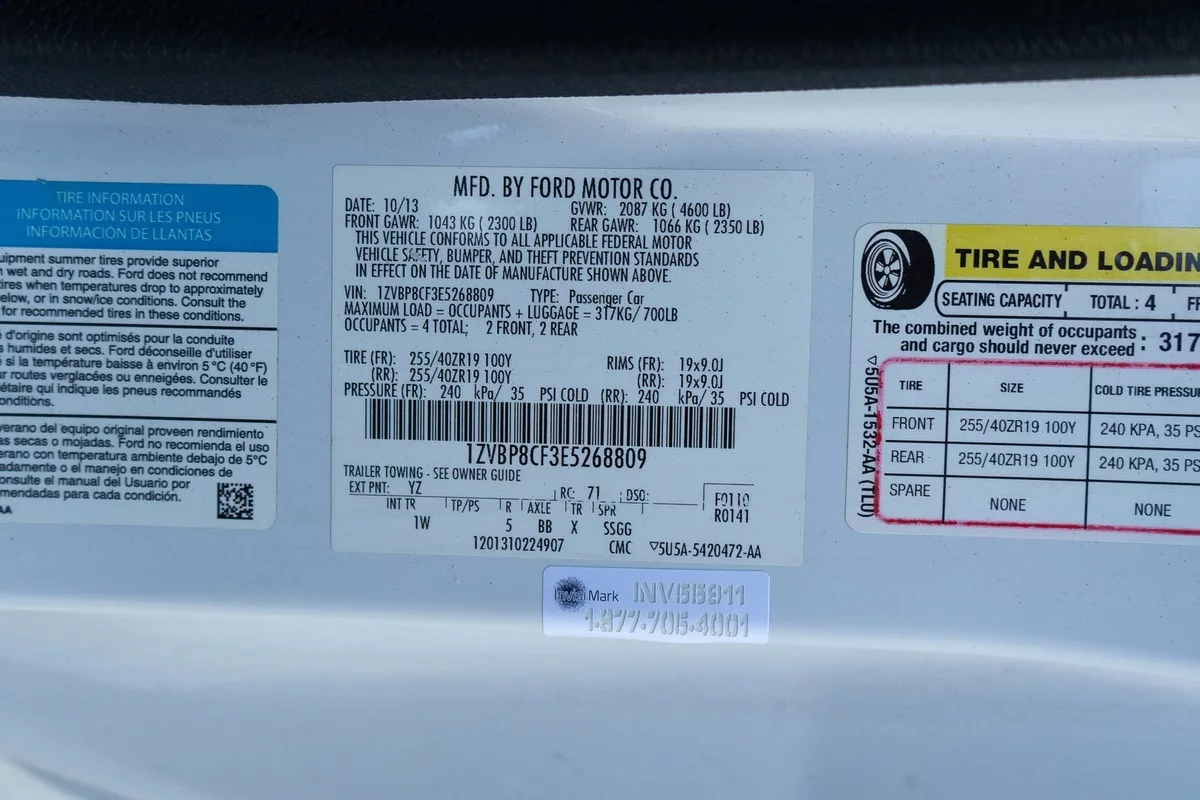 TIRE INFORMATION
INFORMATION SUR LES PNEUS
INFORMACIÓN DE LLANTAS
uipment summer tires provide superior
n wet and dry roads. Ford does not recommend
tires when temperatures drop to approximately
elow, or in snow/ice conditions. Consult the
for recommended tires in these conditions.
d'origine sont optimisés pour la conduite
s humides et secs. Ford déconseille d'utiliser
é si la température baisse à environ 5 °C (40 °F)
ur routes verglacées ou enneigées. Consulter le
étaire qui indique les pneus recommandés
onditions.
verano del equipo original proveen rendimiento
as secas o mojadas. Ford no recomienda el uso
erano con temperatura ambiente debajo de 5°C
adamente o el manejo en condiciones de
onsulte el manual del Usuario por
mendadas para cada condición.
AA
MFD. BY FORD MOTOR CO.
DATE: 10/13 GVWR: 2087 KG ( 4600 LB)
FRONT GAWR: 1043 KG ( 2300 LB) REAR GAWR: 1066 KG ( 2350 LB)
THIS VEHICLE CONFORMS TO ALL APPLICABLE FEDERAL MOTOR
VEHICLE SAFETY, BUMPER, AND THEFT PREVENTION STANDARDS
IN EFFECT ON THE DATE OF MANUFACTURE SHOWN ABOVE.
VIN: 1ZVBP8CF3E5268809 TYPE: Passenger Car
MAXIMUM LOAD = OCCUPANTS + LUGGAGE = 317KG/ 700LB
OCCUPANTS = 4 TOTAL; 2 FRONT, 2 REAR
TIRE (FR): 255/40ZR19 100Y RIMS (FR): 19x9.0J
(RR): 255/40ZR19 100Y (RR): 19x9.0J
PRESSURE (FR): 240 kPa/ 35 PSI COLD (RR): 240 kPa/ 35 PSI COLD
1ZVBP8CF3E5268809
TRAILER TOWING - SEE OWNER GUIDE
EXT PNT: YZ RC: 71 DSO: F0110
INT TR TP/PS R AXLE TR SPR R0141
1W 5 BB X SSGG
1201310224907 CMC ▽5U5A-5420472-AA
InvisiMark INV55811
1-877-705-4001
TIRE AND LOADIN
SEATING CAPACITY TOTAL : 4 FR
The combined weight of occupants : 317
and cargo should never exceed
▽5U5A-1532-AA (TLU)
TIRE SIZE COLD TIRE PRESSU
FRONT 255/40ZR19 100Y 240 KPA, 35 PS
REAR 255/40ZR19 100Y 240 KPA, 35 PS
SPARE NONE NONE